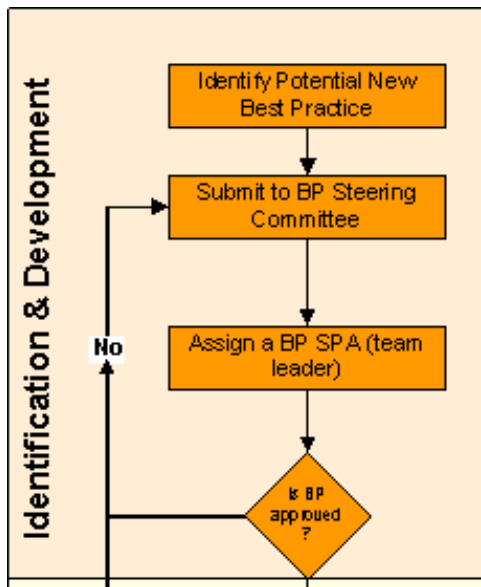 Identification & Development
Identify Potential New
Best Practice
Submit to BP Steering
Committee
Assign a BP SPA (team
leader)
No
Is BP
approved
?